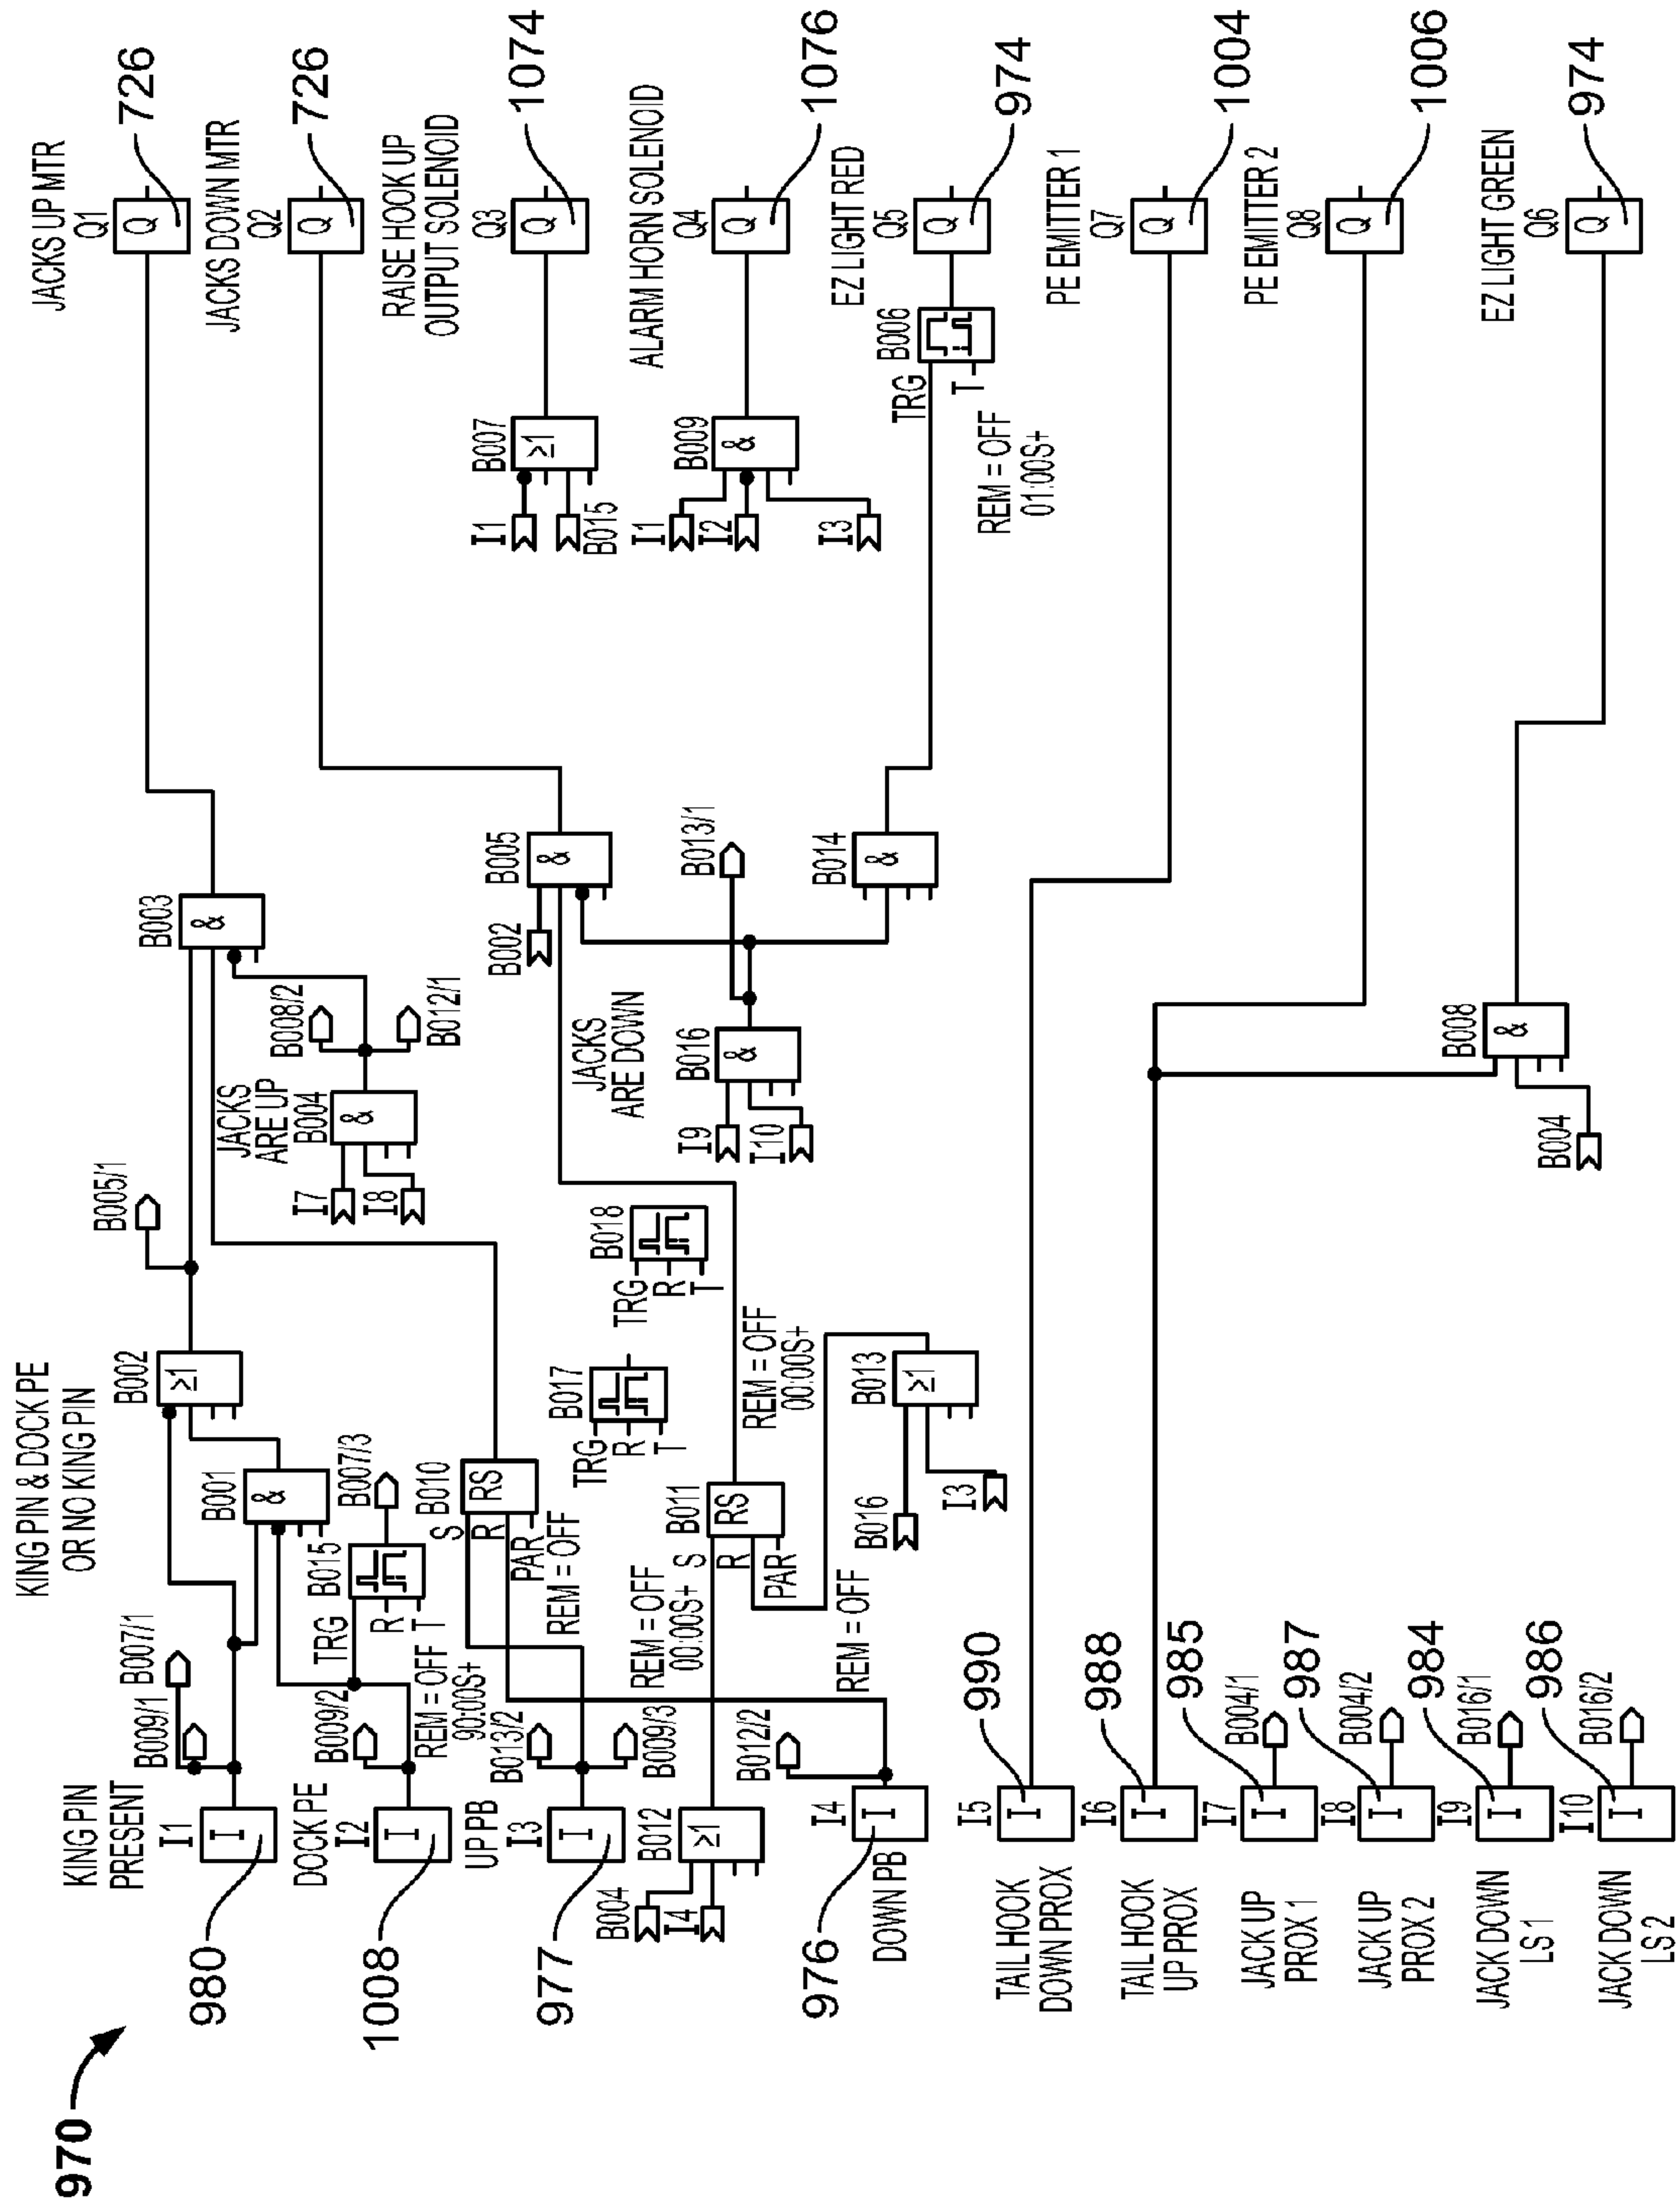 970
KING PIN
PRESENT
I1
I
980
B009/1
B007/1
DOCK PE
I2
I
1008
B009/2
REM = OFF
90:00S+
TRG
R
T
B015
B007/3
UP PB
I3
I
977
B013/2
B009/3
B012
≥1
B004
I4
B012/2
I4
I
DOWN PB
976
KING PIN & DOCK PE
OR NO KING PIN
B001
&
B002
≥1
B005/1
S
R
PAR
B010
RS
REM = OFF
REM = OFF
00:00S+
S
R
PAR
B011
RS
REM = OFF
TRG
R
T
B017
TRG
R
T
B018
REM = OFF
00:00S+
B016
I3
B013
≥1
JACKS
ARE UP
B004
&
I7
I8
B008/2
B012/1
B003
&
JACKS
ARE DOWN
I9
I10
B016
&
B013/1
B002
B005
&
B014
&
JACKS UP MTR
Q1
Q
726
JACKS DOWN MTR
Q2
Q
726
RAISE HOOK UP
OUTPUT SOLENOID
I1
B015
B007
≥1
Q3
Q
1074
ALARM HORN SOLENOID
I1
I2
I3
B009
&
Q4
Q
1076
EZ LIGHT RED
TRG
T
B006
REM = OFF
01:00S+
Q5
Q
974
PE EMITTER 1
Q7
Q
1004
PE EMITTER 2
Q8
Q
1006
EZ LIGHT GREEN
B004
B008
&
Q6
Q
974
TAIL HOOK
DOWN PROX
I5
I
990
TAIL HOOK
UP PROX
I6
I
988
JACK UP
PROX 1
I7
I
985
B004/1
JACK UP
PROX 2
I8
I
987
B004/2
JACK DOWN
LS 1
I9
I
984
B016/1
JACK DOWN
LS 2
I10
I
986
B016/2